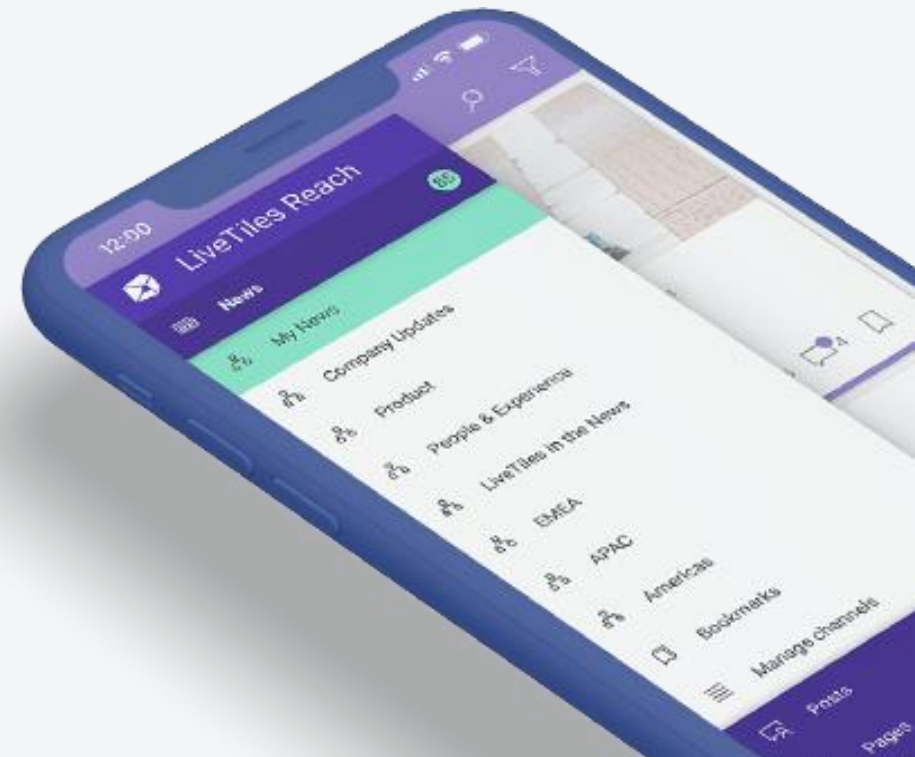 12:00
LiveTiles Reach
News
My News
Company Updates
Product
People & Experience
LiveTiles in the News
EMEA
APAC
Americas
Bookmarks
Manage channels
Posts
Pages
4